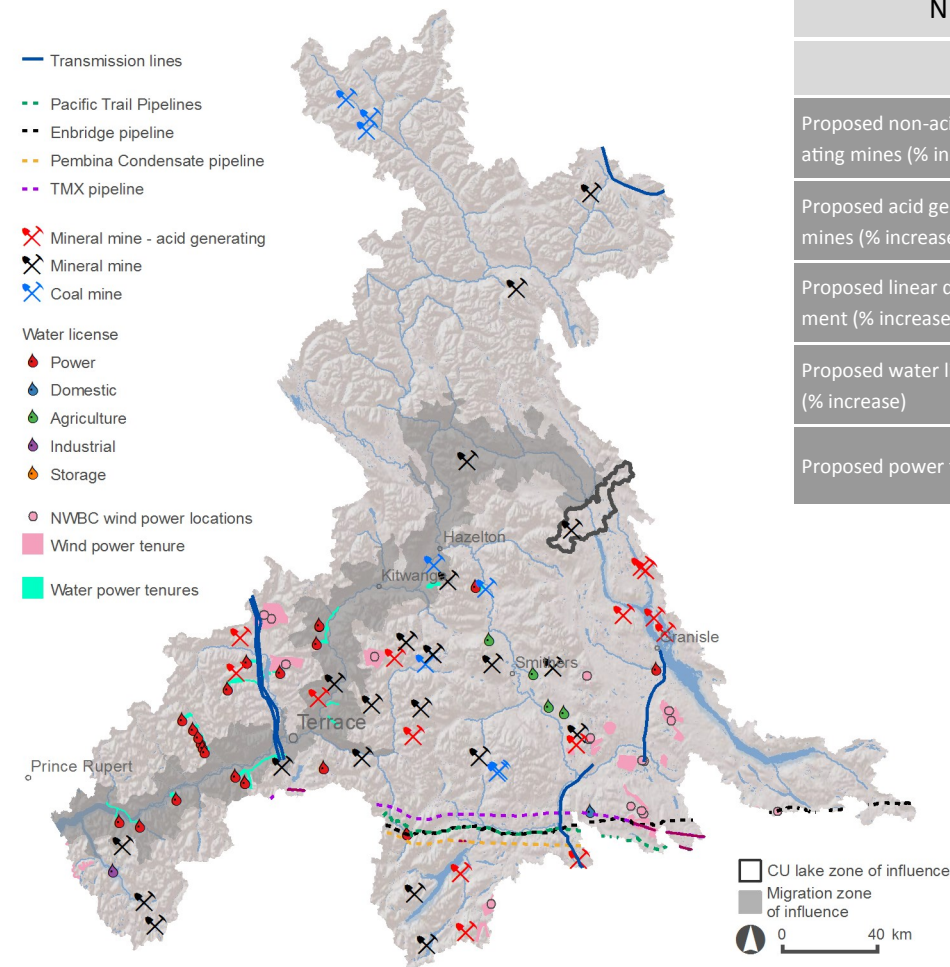 Transmission lines
Pacific Trail Pipelines
Enbridge pipeline
Pembina Condensate pipeline
TMX pipeline
Mineral mine - acid generating
Mineral mine
Coal mine
Water license
Power
Domestic
Agriculture
Industrial
Storage
NWBC wind power locations
Wind power tenure
Water power tenures
Hazelton
Kitwang
Smithers
Granisle
Terrace
Prince Rupert
CU lake zone of influence
Migration zone
of influence
0 40 km
N
Proposed non-aci
ating mines (% in
Proposed acid ge
mines (% increase
Proposed linear d
ment (% increase
Proposed water l
(% increase)
Proposed power